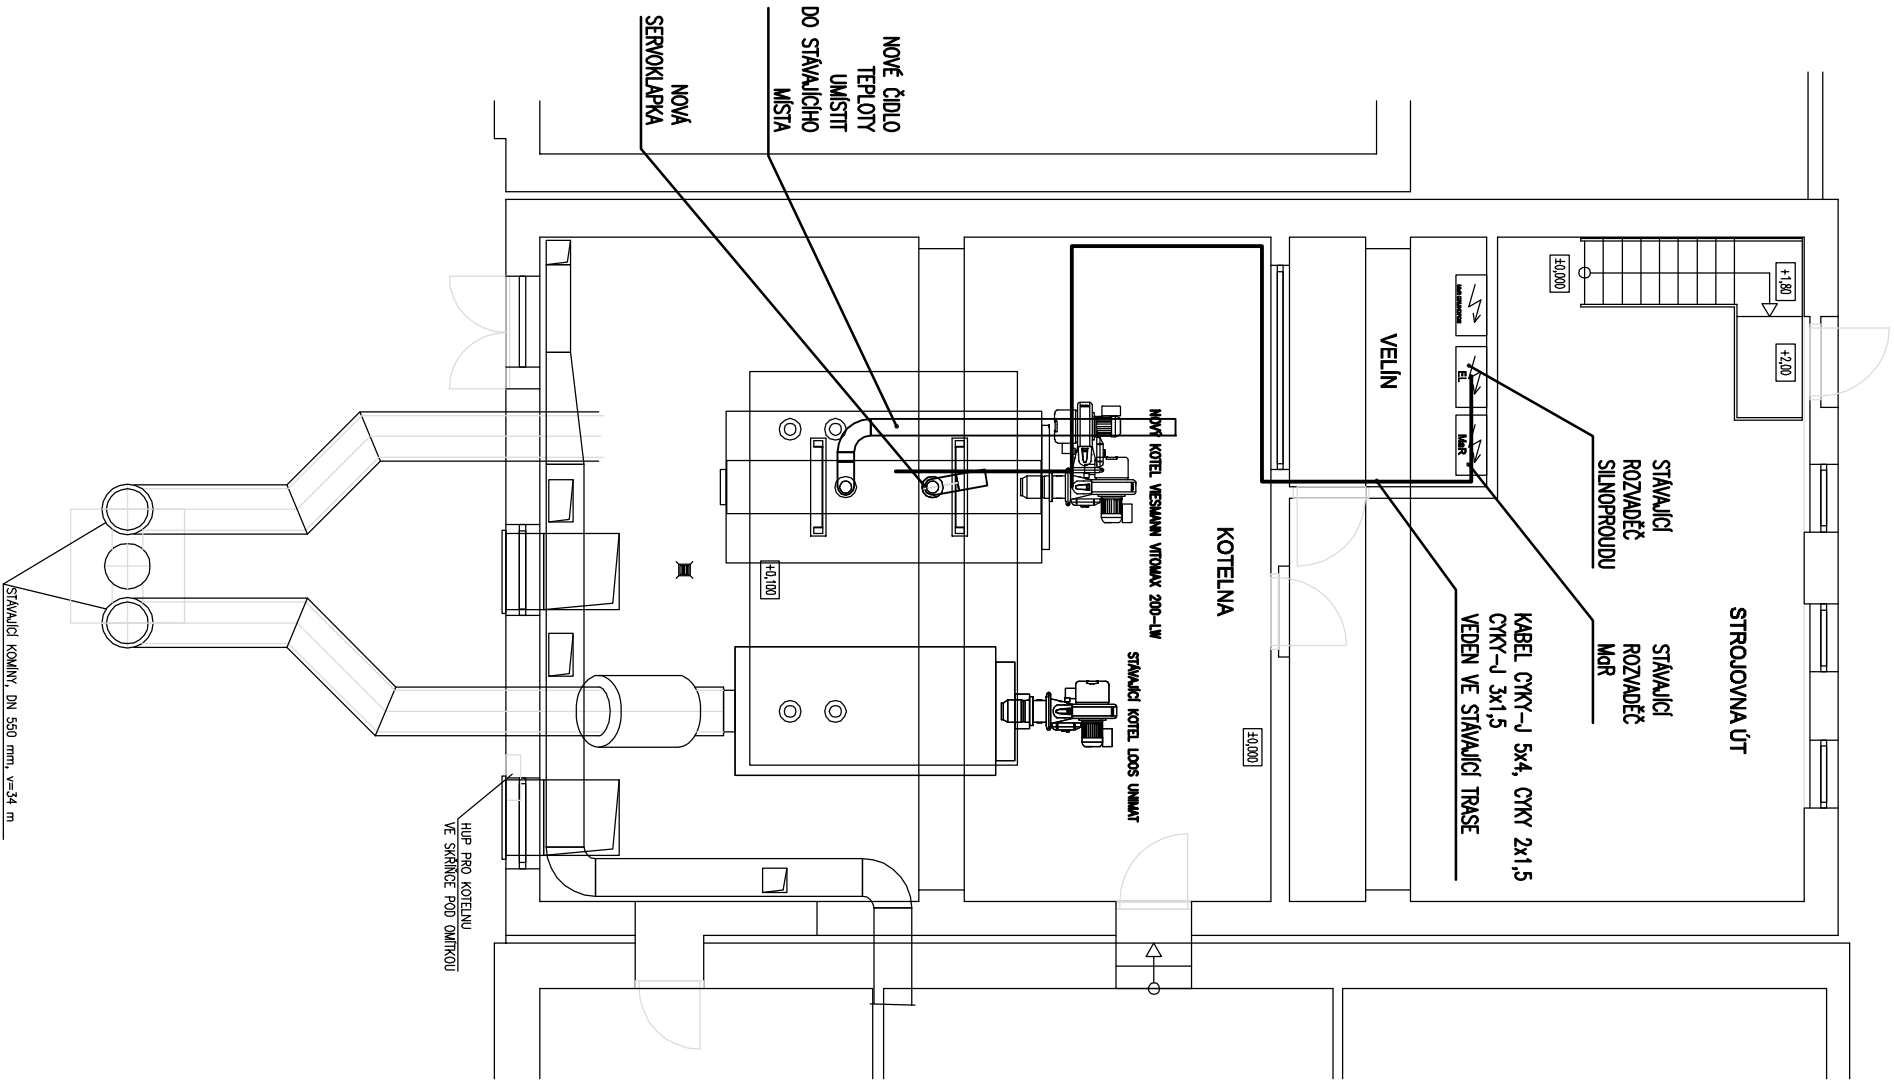 NOVÉ ČIDLO
TEPLOTY
UMÍSTIT
DO STÁVAJÍCÍHO
MÍSTA
NOVÁ
SERVOKLAPKA
+1,80
±0,000
+2,00
VELÍN
EL
MaR
STÁVAJÍCÍ
ROZVADĚČ
SILNOPROUDU
STÁVAJÍCÍ
ROZVADĚČ
MaR
STROJOVNA ÚT
KABEL CYKY-J 5x4, CYKY 2x1,5
CYKY-J 3x1,5
VEDEN VE STÁVAJÍCÍ TRASE
KOTELNA
NOVÝ KOTEL VIESMANN VITOMAX 200-LW
+0,100
STÁVAJÍCÍ KOTEL LOOS UNIMAT
±0,000
HUP PRO KOTELNU
VE SKŘÍŇCE POD OMÍTKOU
STÁVAJÍCÍ KOMÍNY, DN 550 mm, v=34 m